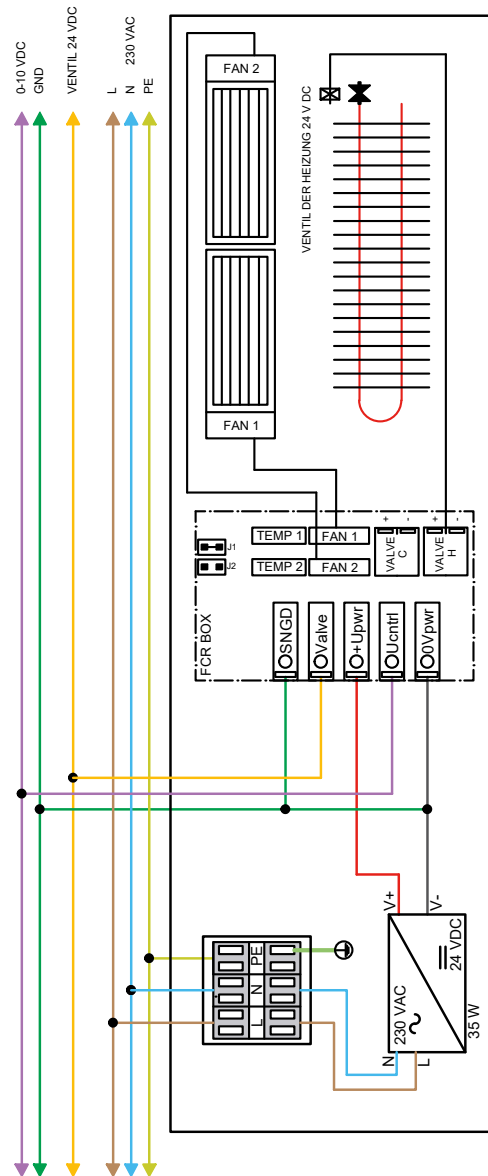 0-10 VDC
GND
VENTIL 24 VDC
L
N
230 VAC
PE
FAN 2
VENTIL DER HEIZUNG 24 V DC
FAN 1
FCR BOX
J1
J2
TEMP 1
FAN 1
TEMP 2
FAN 2
+
-
VALVE
C
+
-
VALVE
H
SNGD
Valve
+Upwr
Ucntrl
0Vpwr
L
N
PE
V+
V-
230 VAC
24 VDC
35 W
N
L